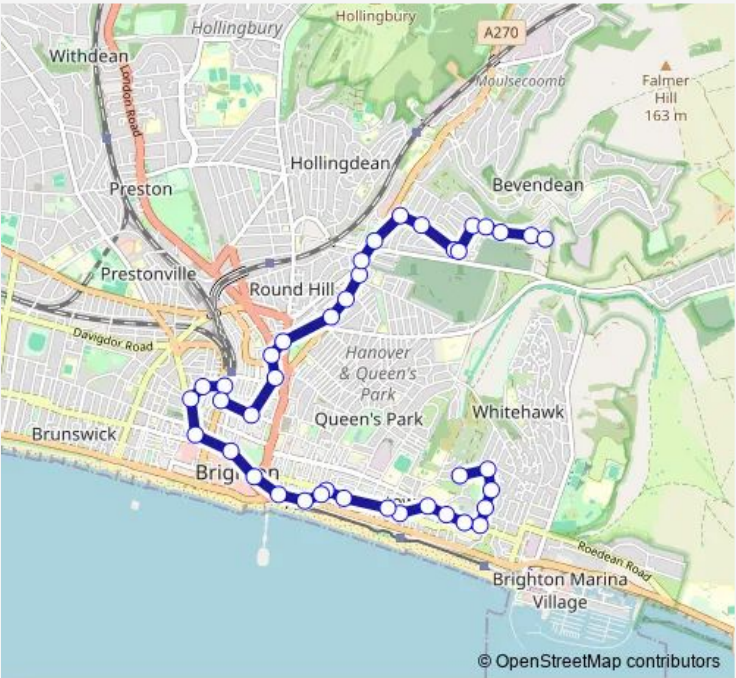 Hollingbury
Hollingbury
A270
Withdean
London Road
Moulsecoomb
Falmer
Hill
163 m
Hollingdean
Preston
Bevendean
Prestonville
Round Hill
Davigdor Road
Hanover
& Queen's
Park
Whitehawk
Queen's Park
Brunswick
Roedean Road
Brighton Marina
Village
© OpenStreetMap contributors